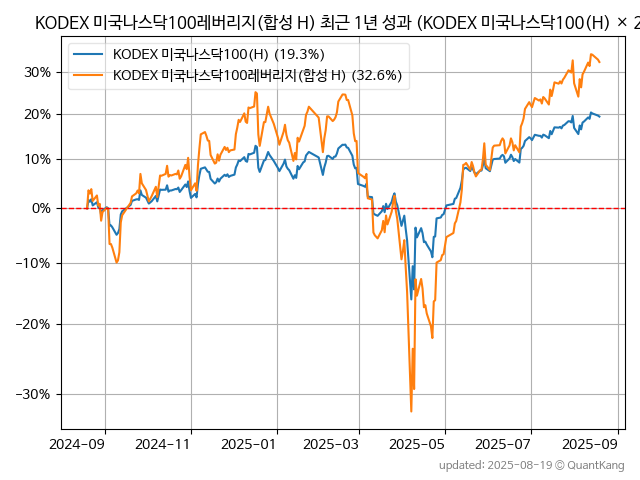 KODEX 미국나스닥100레버리지(합성 H) 최근 1년 성과 (KODEX 미국나스닥100(H) × 2
KODEX 미국나스닥100(H) (19.3%)
KODEX 미국나스닥100레버리지(합성 H) (32.6%)
30%
20%
10%
0%
−10%
−20%
−30%
2024-09 2024-11 2025-01 2025-03 2025-05 2025-07 2025-09
updated: 2025-08-19 © QuantKang